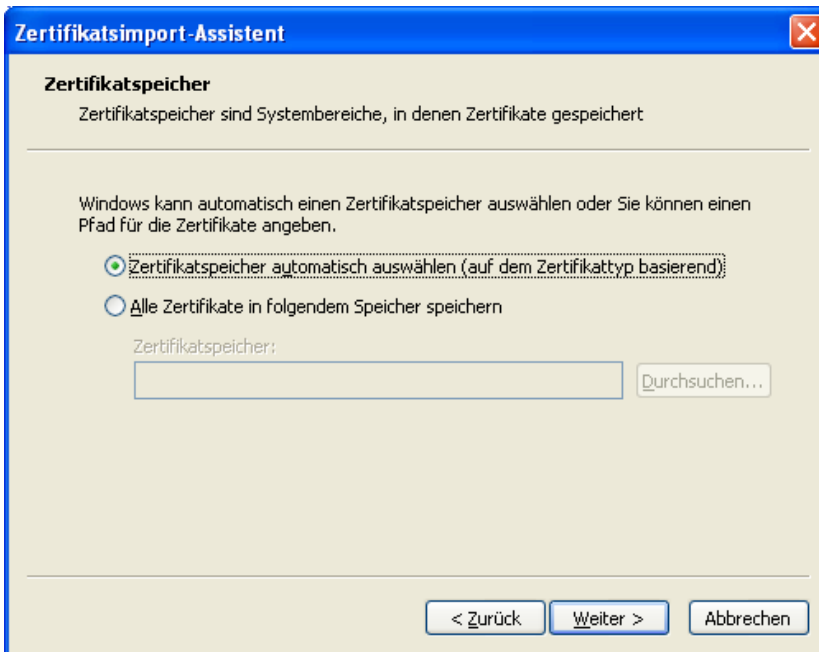 Zertifikatsimport-Assistent
Zertifikatspeicher
Zertifikatspeicher sind Systembereiche, in denen Zertifikate gespeichert
Windows kann automatisch einen Zertifikatspeicher auswählen oder Sie können einen
Pfad für die Zertifikate angeben.
Zertifikatspeicher automatisch auswählen (auf dem Zertifikattyp basierend)
Alle Zertifikate in folgendem Speicher speichern
Zertifikatspeicher:
Durchsuchen...
< Zurück
Weiter >
Abbrechen